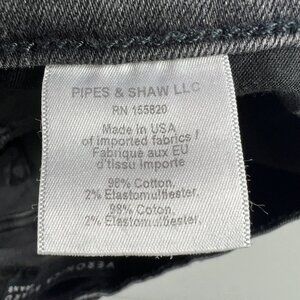 PIPES & SHAW LLC
RN 155820
Made in USA
of imported fabrics /
Fabriqué aux EU
d'tissu importe
98% Cotton,
2% Elastomultiester.
98% Coton,
2% Elastomultiester.